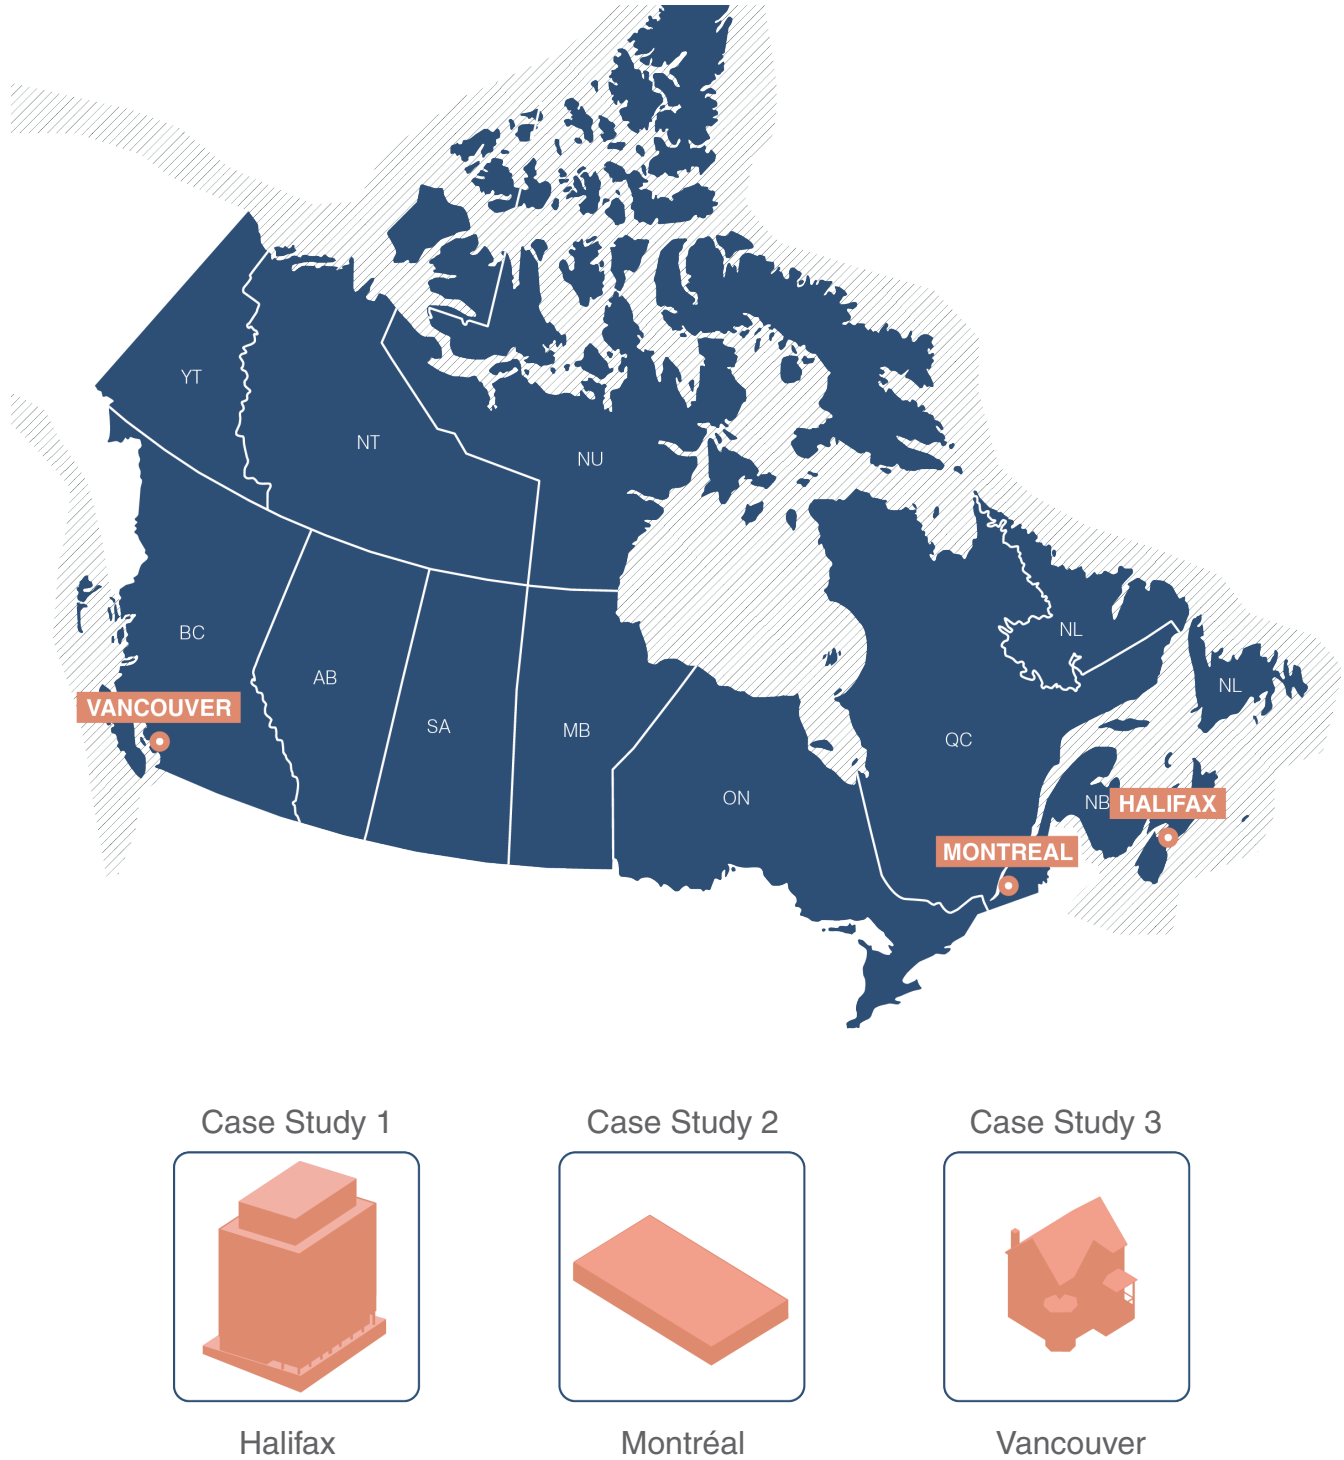 YT
NT
NU
BC
AB
SA
MB
ON
QC
NL
NL
NB
VANCOUVER
HALIFAX
MONTREAL
Case Study 1
Case Study 2
Case Study 3
Halifax
Montréal
Vancouver